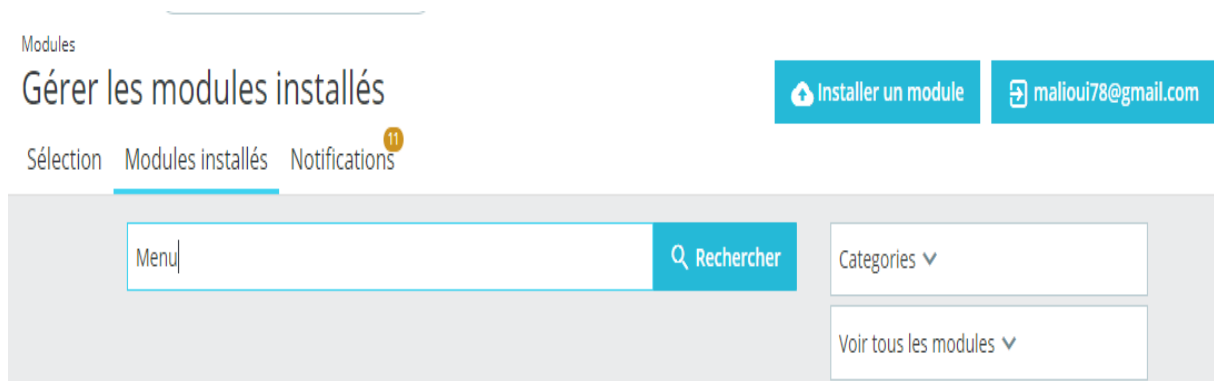 Modules
Gérer les modules installés
Installer un module
malioui78@gmail.com
Sélection Modules installés Notifications 11
Menu
Rechercher
Categories
Voir tous les modules